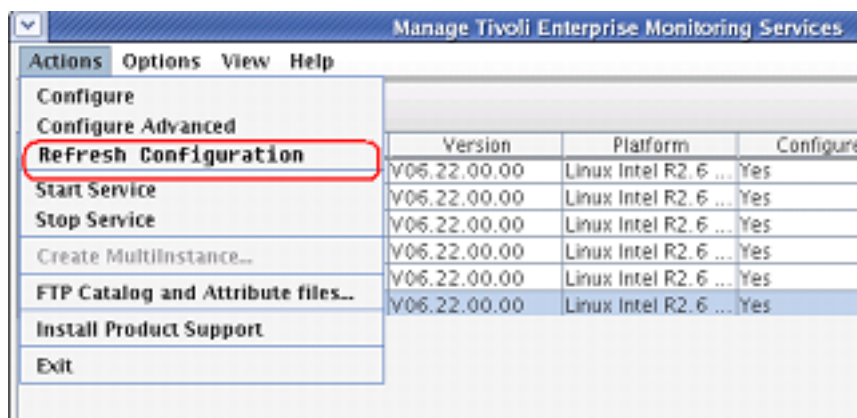 Manage Tivoli Enterprise Monitoring Services
Actions Options View Help
Configure
Configure Advanced
Refresh Configuration
Start Service
Stop Service
Create MultiInstance...
FTP Catalog and Attribute files...
Install Product Support
Exit
Version Platform Configure
V06.22.00.00 Linux Intel R2.6 ... Yes
V06.22.00.00 Linux Intel R2.6 ... Yes
V06.22.00.00 Linux Intel R2.6 ... Yes
V06.22.00.00 Linux Intel R2.6 ... Yes
V06.22.00.00 Linux Intel R2.6 ... Yes
V06.22.00.00 Linux Intel R2.6 ... Yes